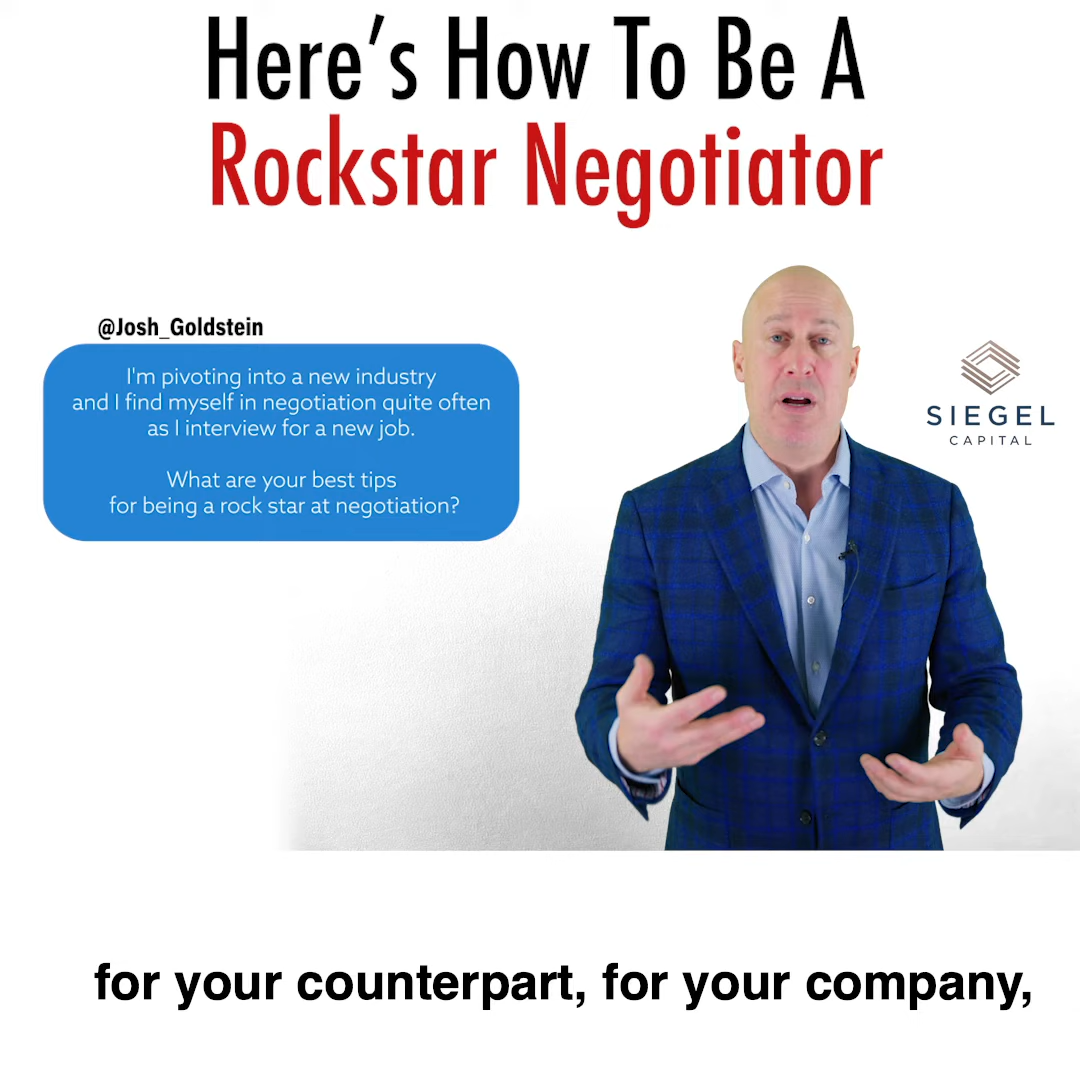 Here's How To Be A
Rockstar Negotiator
@Josh_Goldstein
I'm pivoting into a new industry
and I find myself in negotiation quite often
as I interview for a new job.
What are your best tips
for being a rock star at negotiation?
SIEGEL
CAPITAL
for your counterpart, for your company,